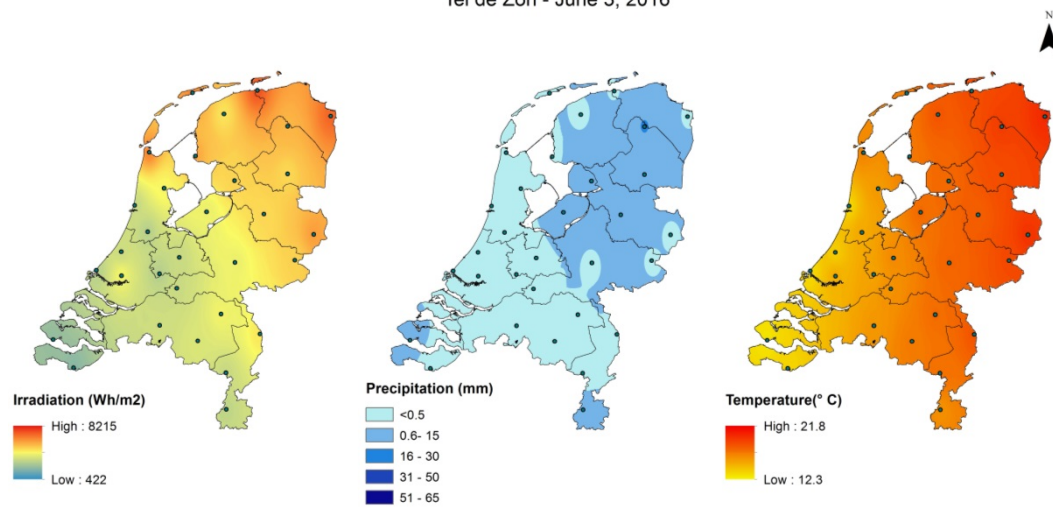 Tel de Zon - June 5, 2016
N
Irradiation (Wh/m2)
High : 8215
Low : 422
Precipitation (mm)
<0.5
0.6- 15
16 - 30
31 - 50
51 - 65
Temperature(° C)
High : 21.8
Low : 12.3